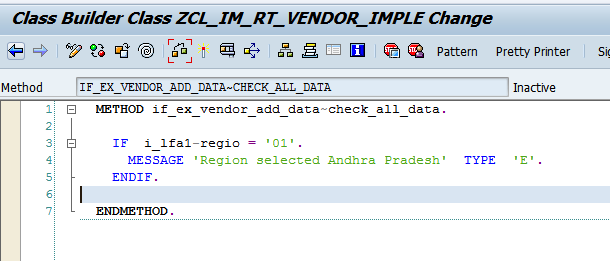 Class Builder Class ZCL_IM_RT_VENDOR_IMPLE Change
Pattern Pretty Printer Sig
Method IF_EX_VENDOR_ADD_DATA~CHECK_ALL_DATA Inactive
1 METHOD if_ex_vendor_add_data~check_all_data.
2
3 IF i_lfa1-regio = '01'.
4 MESSAGE 'Region selected Andhra Pradesh' TYPE 'E'.
5 ENDIF.
6
7 ENDMETHOD.